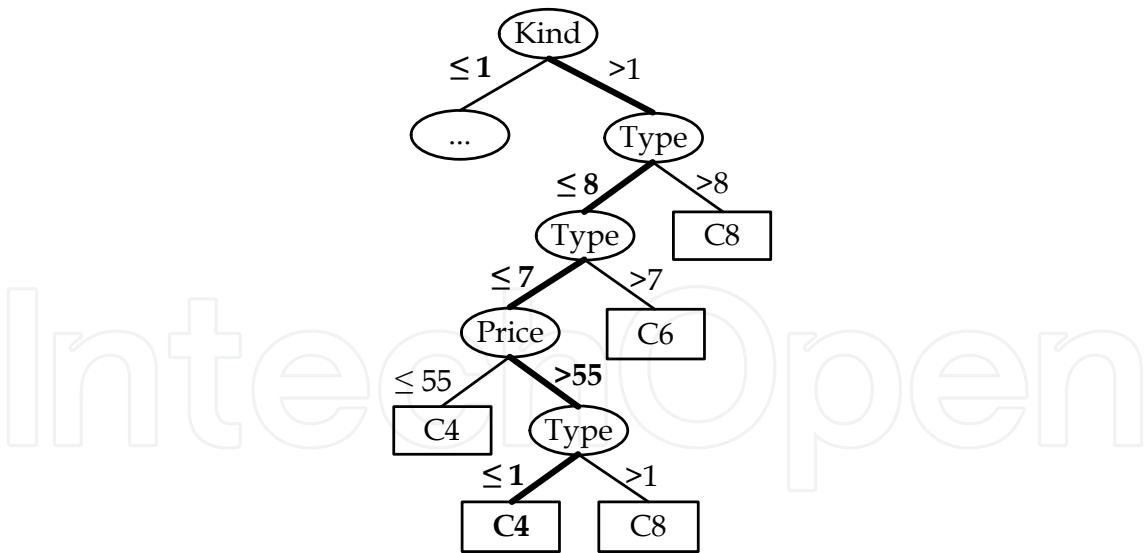 Kind
≤ 1 >1
... Type
≤ 8 >8
Type C8
≤ 7 >7
Price C6
≤ 55 >55
C4 Type
≤ 1 >1
C4 C8
IntechOpen